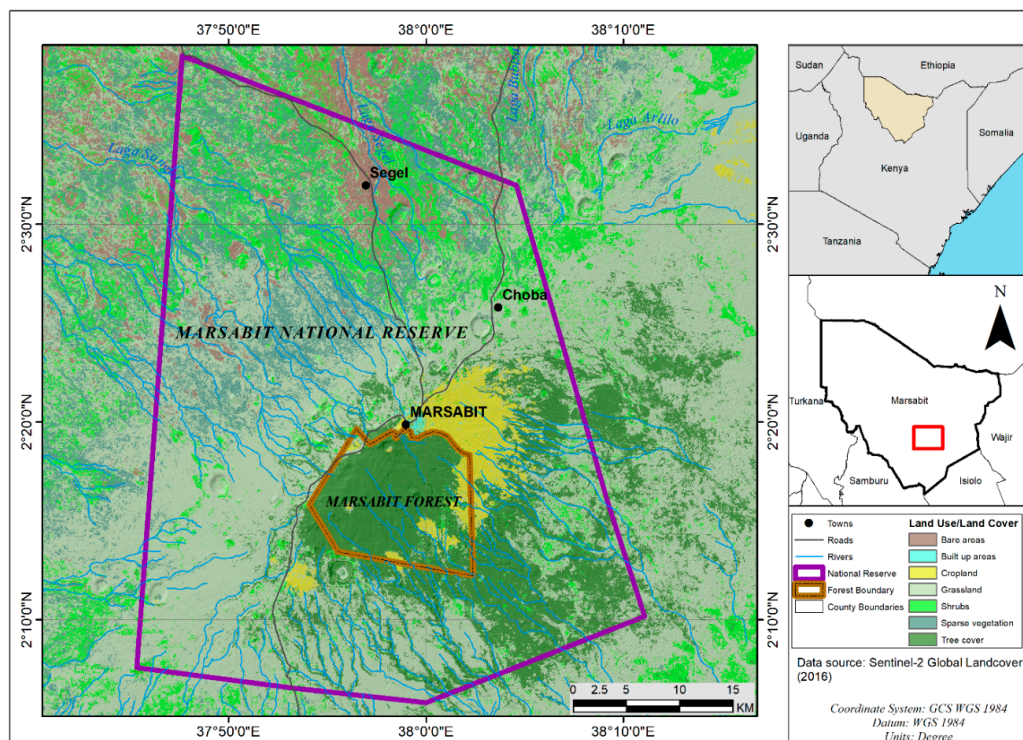 37°50'0"E
38°0'0"E
38°10'0"E
2°30'0"N
2°20'0"N
2°10'0"N
2°30'0"N
2°20'0"N
2°10'0"N
37°50'0"E
38°0'0"E
38°10'0"E
Laga Bubisa
Laga Arlilo
Laga Segel
Segel
Choba
MARSABIT NATIONAL RESERVE
MARSABIT
MARSABIT FOREST
0 2.5 5 10 15
KM
Sudan
Ethiopia
Uganda
Somalia
Kenya
Tanzania
N
Turkana
Marsabit
Wajir
Samburu
Isiolo
Towns
Roads
Rivers
National Reserve
Forest Boundary
County Boundaries
Land Use/Land Cover
Bare areas
Built up areas
Cropland
Grassland
Shrubs
Sparse vegetation
Tree cover
Data source: Sentinel-2 Global Landcover
(2016)
Coordinate System: GCS WGS 1984
Datum: WGS 1984
Units: Degree